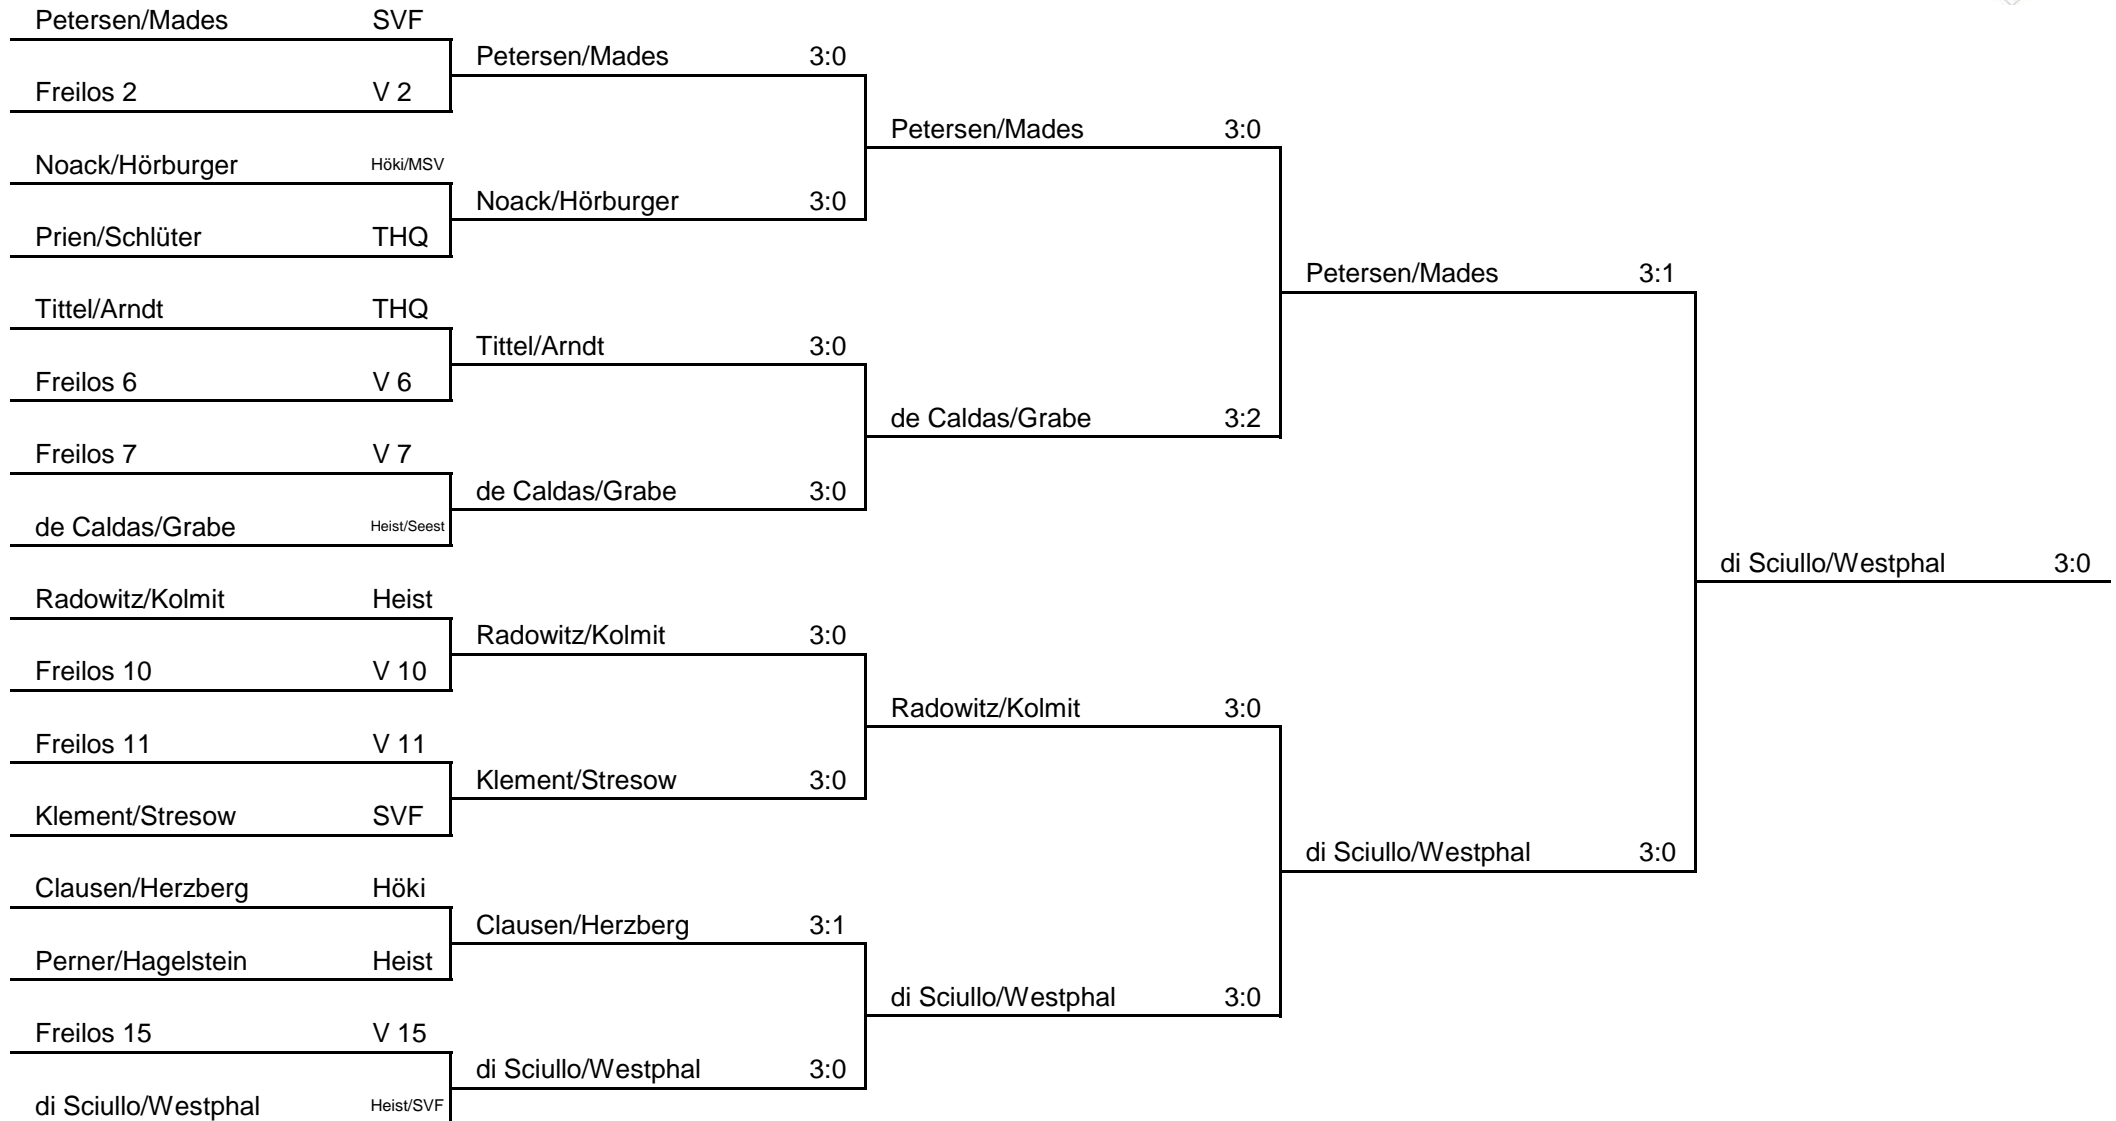 Petersen/Mades SVF
Petersen/Mades 3:0
Freilos 2 V 2
Petersen/Mades 3:0
Noack/Hörburger Höki/MSV
Noack/Hörburger 3:0
Prien/Schlüter THQ
Petersen/Mades 3:1
Tittel/Arndt THQ
Tittel/Arndt 3:0
Freilos 6 V 6
de Caldas/Grabe 3:2
Freilos 7 V 7
de Caldas/Grabe 3:0
de Caldas/Grabe Heist/Seest
di Sciullo/Westphal 3:0
Radowitz/Kolmit Heist
Radowitz/Kolmit 3:0
Freilos 10 V 10
Radowitz/Kolmit 3:0
Freilos 11 V 11
Klement/Stresow 3:0
Klement/Stresow SVF
di Sciullo/Westphal 3:0
Clausen/Herzberg Höki
Clausen/Herzberg 3:1
Perner/Hagelstein Heist
di Sciullo/Westphal 3:0
Freilos 15 V 15
di Sciullo/Westphal 3:0
di Sciullo/Westphal Heist/SVF